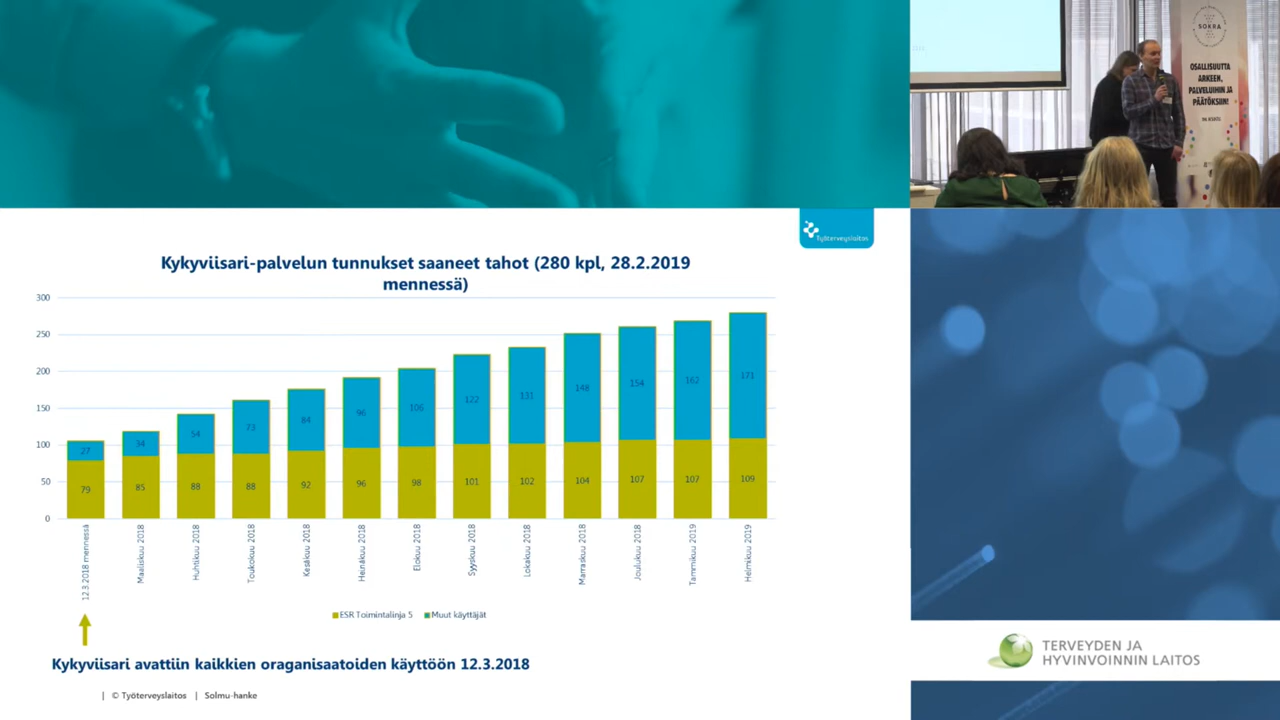 SOKRA
OSALLISUUTTA
ARKEEN,
PALVELUIHIN JA
PÄÄTÖKSIIN!
Työterveyslaitos
Kykyviisari-palvelun tunnukset saaneet tahot (280 kpl, 28.2.2019
mennessä)
300
250
200
150
100
50
0
27 34 54 73 84 96 106 122 131 148 154 162 171
79 85 88 88 92 96 98 101 102 104 107 107 109
12.3.2018 mennessä
Maaliskuu 2018
Huhtikuu 2018
Toukokuu 2018
Kesäkuu 2018
Heinäkuu 2018
Elokuu 2018
Syyskuu 2018
Lokakuu 2018
Marraskuu 2018
Joulukuu 2018
Tammikuu 2019
Helmikuu 2019
ESR Toimintalinja 5 Muut käyttäjät
Kykyviisari avattiin kaikkien oraganisaatoiden käyttöön 12.3.2018
| © Työterveyslaitos | Solmu-hanke
TERVEYDEN JA
HYVINVOINNIN LAITOS